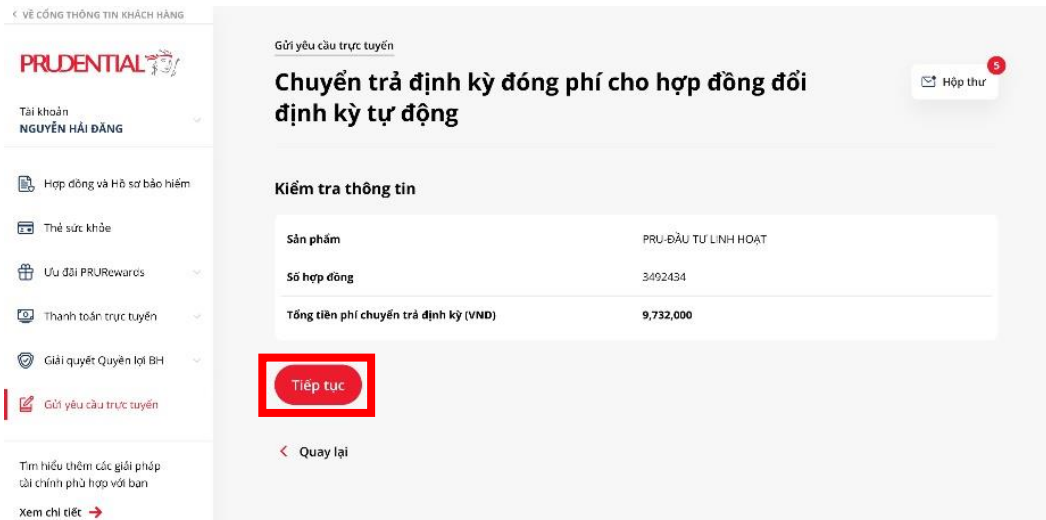 VỀ CỔNG THÔNG TIN KHÁCH HÀNG
PRUDENTIAL
Tài khoản
NGUYỄN HẢI ĐĂNG
Hợp đồng và Hồ sơ bảo hiểm
Thẻ sức khỏe
Ưu đãi PRURewards
Thanh toán trực tuyến
Giải quyết Quyền lợi BH
Gửi yêu cầu trực tuyến
Tìm hiểu thêm các giải pháp
tài chính phù hợp với bạn
Xem chi tiết
Gửi yêu cầu trực tuyến
Chuyển trả định kỳ đóng phí cho hợp đồng đổi
định kỳ tự động
5
Hộp thư
Kiểm tra thông tin
Sản phẩm PRU-ĐẦU TƯ LINH HOẠT
Số hợp đồng 3492434
Tổng tiền phí chuyển trả định kỳ (VND) 9,732,000
Tiếp tục
Quay lại